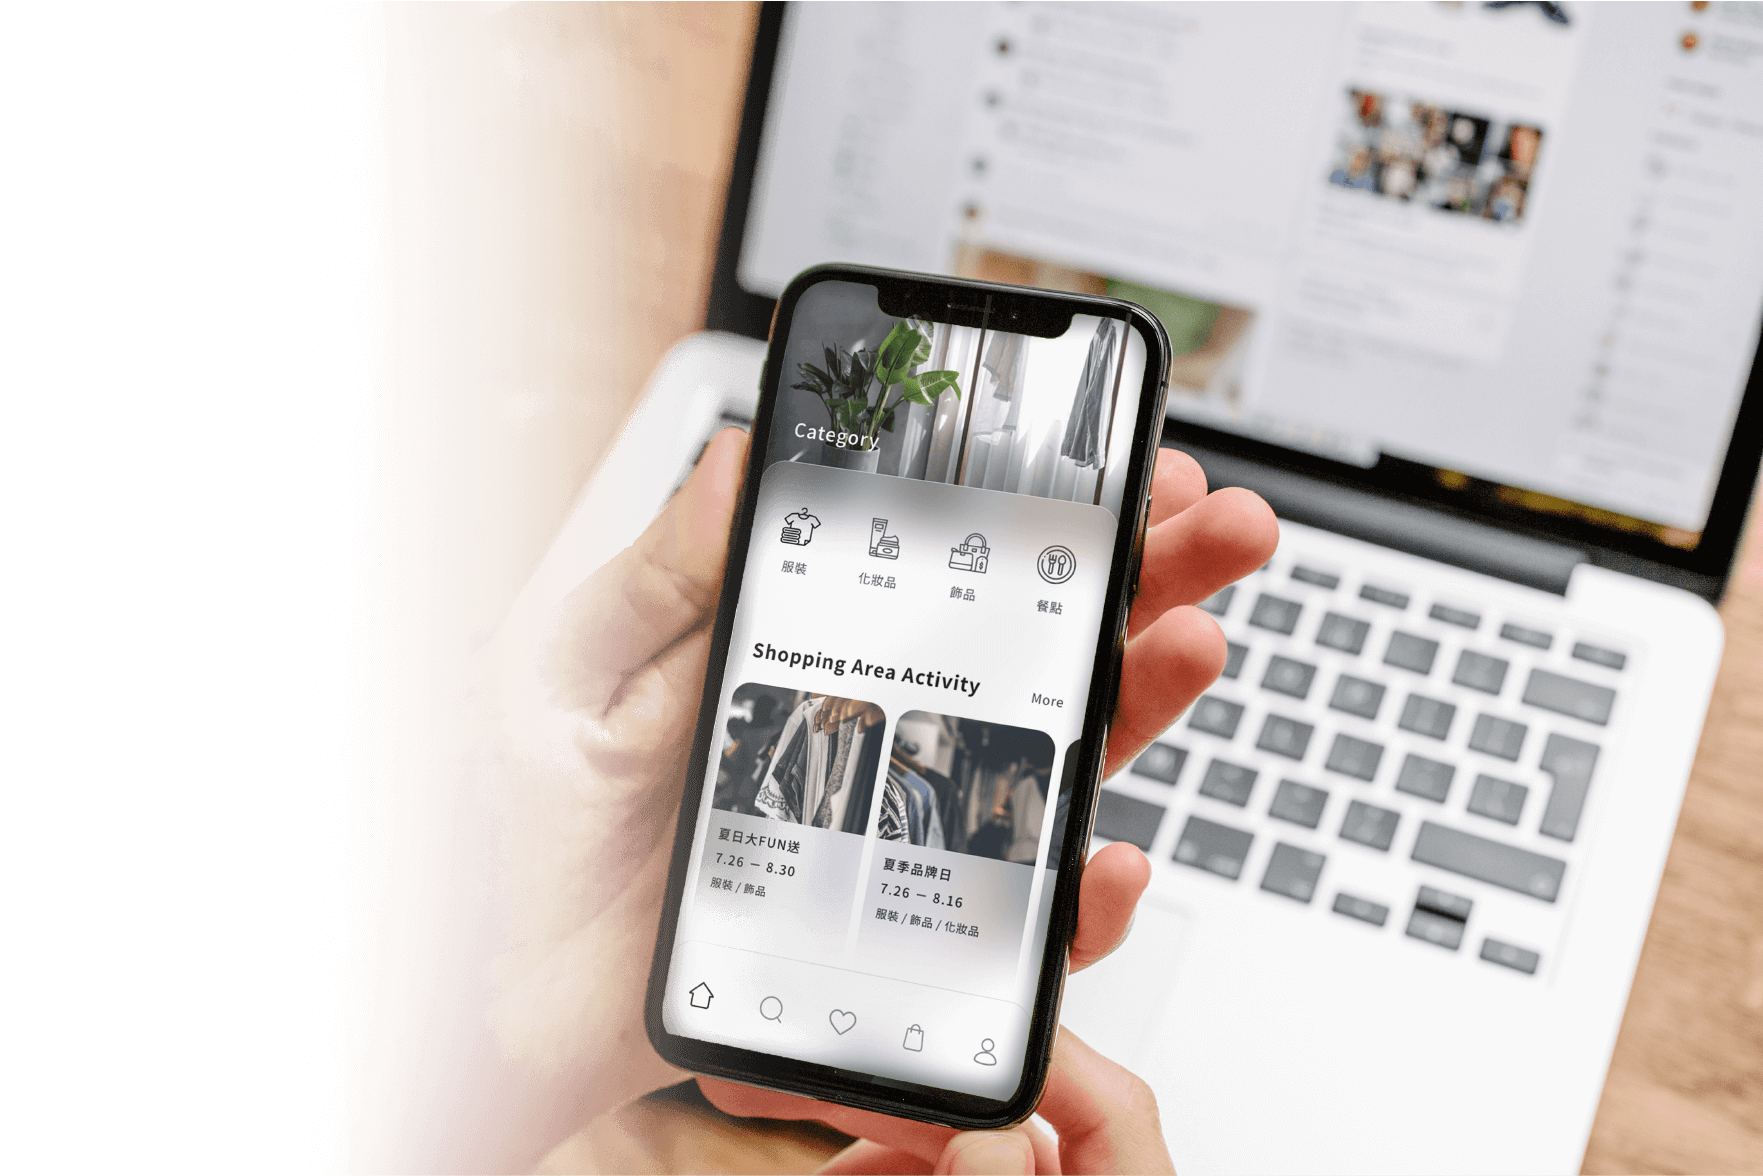 Category
服裝
化妝品
飾品
餐點
Shopping Area Activity
More
夏日大FUN送
7.26 － 8.30
服裝 / 飾品
夏季品牌日
7.26 － 8.16
服裝 / 飾品 / 化妝品